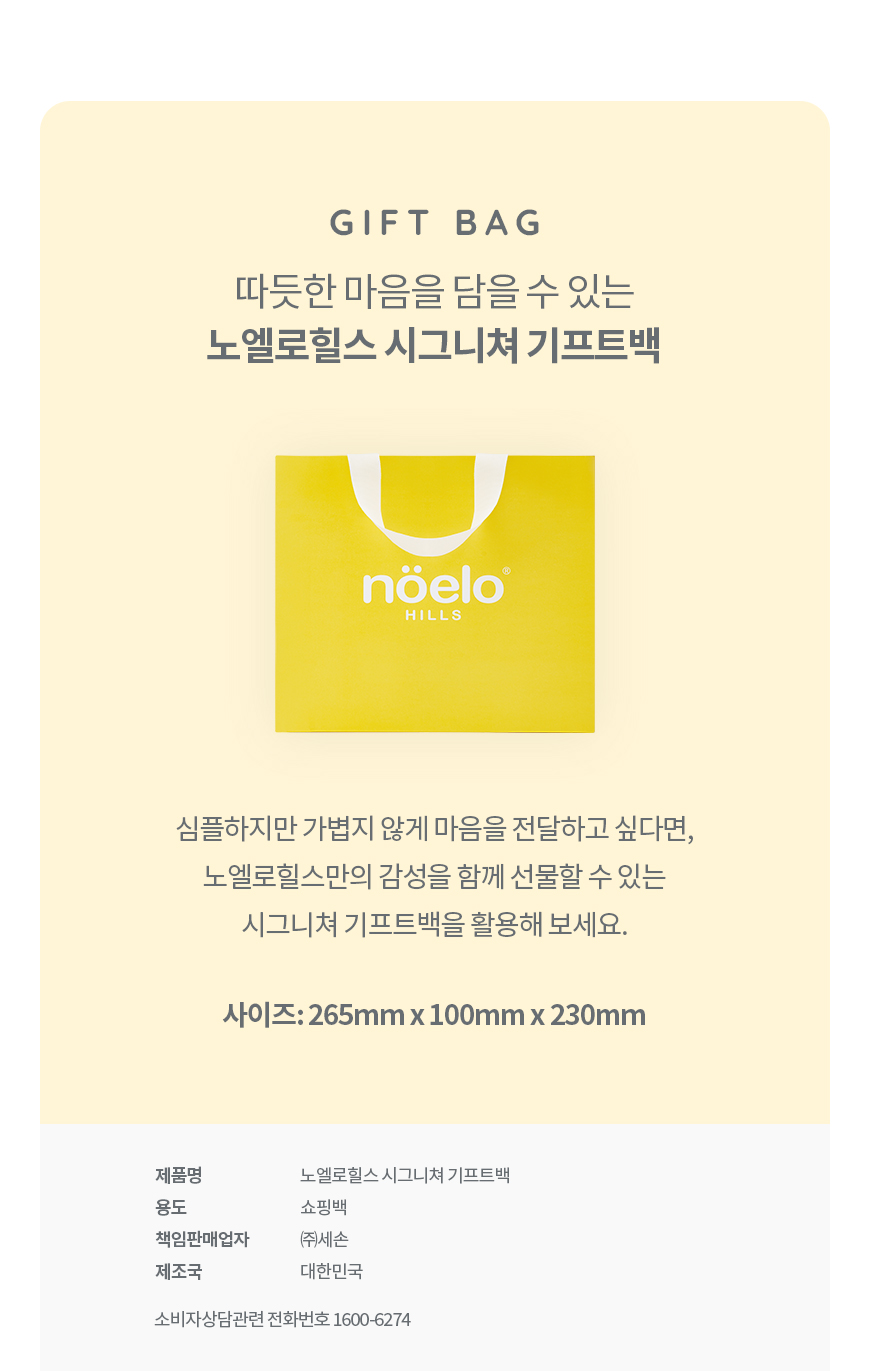 GIFT BAG
따듯한 마음을 담을 수 있는
노엘로힐스 시그니쳐 기프트백
nöelo®
HILLS
심플하지만 가볍지 않게 마음을 전달하고 싶다면,
노엘로힐스만의 감성을 함께 선물할 수 있는
시그니쳐 기프트백을 활용해 보세요.
사이즈: 265mm x 100mm x 230mm
제품명 노엘로힐스 시그니쳐 기프트백
용도 쇼핑백
책임판매업자 ㈜세손
제조국 대한민국
소비자상담관련 전화번호 1600-6274